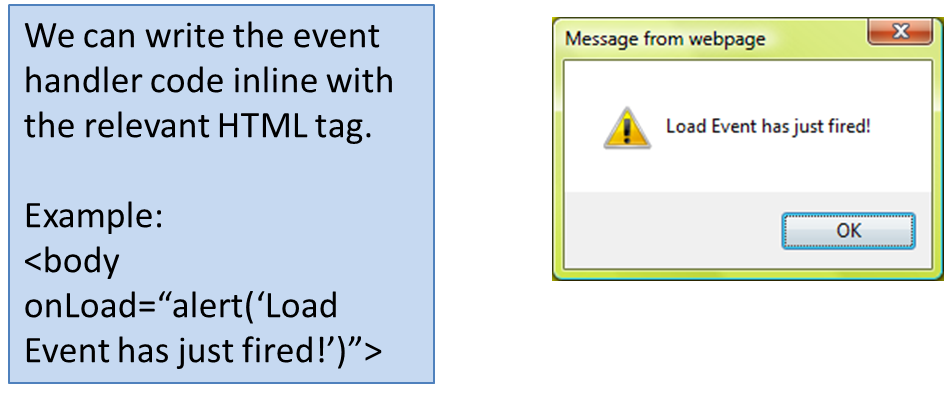 We can write the event
handler code inline with
the relevant HTML tag.
Example:
<body
onLoad=“alert(‘Load
Event has just fired!’)”>
Message from webpage
Load Event has just fired!
OK